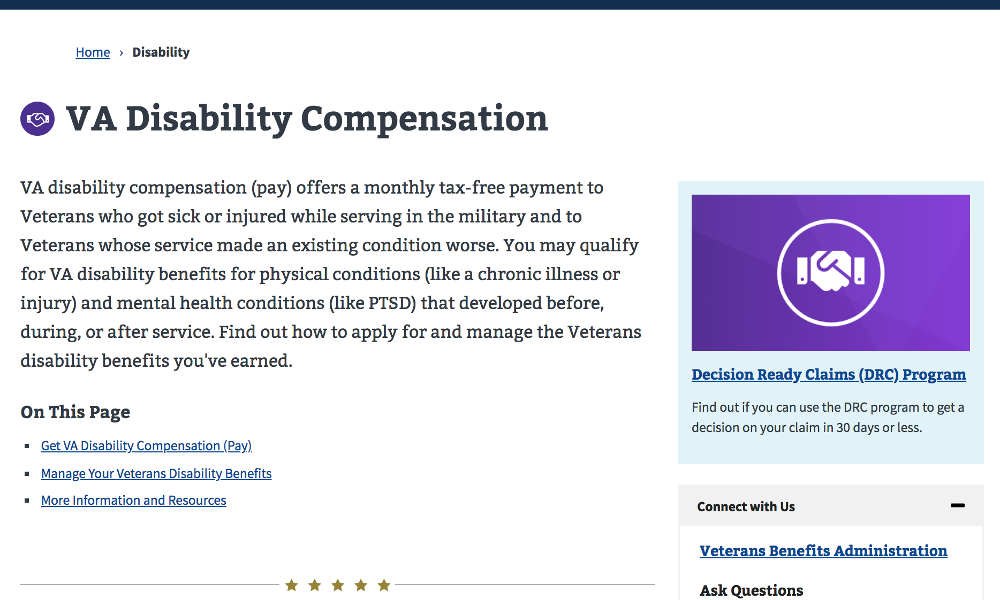 Home › Disability
VA Disability Compensation
VA disability compensation (pay) offers a monthly tax-free payment to
Veterans who got sick or injured while serving in the military and to
Veterans whose service made an existing condition worse. You may qualify
for VA disability benefits for physical conditions (like a chronic illness or
injury) and mental health conditions (like PTSD) that developed before,
during, or after service. Find out how to apply for and manage the Veterans
disability benefits you've earned.
On This Page
Get VA Disability Compensation (Pay)
Manage Your Veterans Disability Benefits
More Information and Resources
Decision Ready Claims (DRC) Program
Find out if you can use the DRC program to get a
decision on your claim in 30 days or less.
Connect with Us
Veterans Benefits Administration
Ask Questions